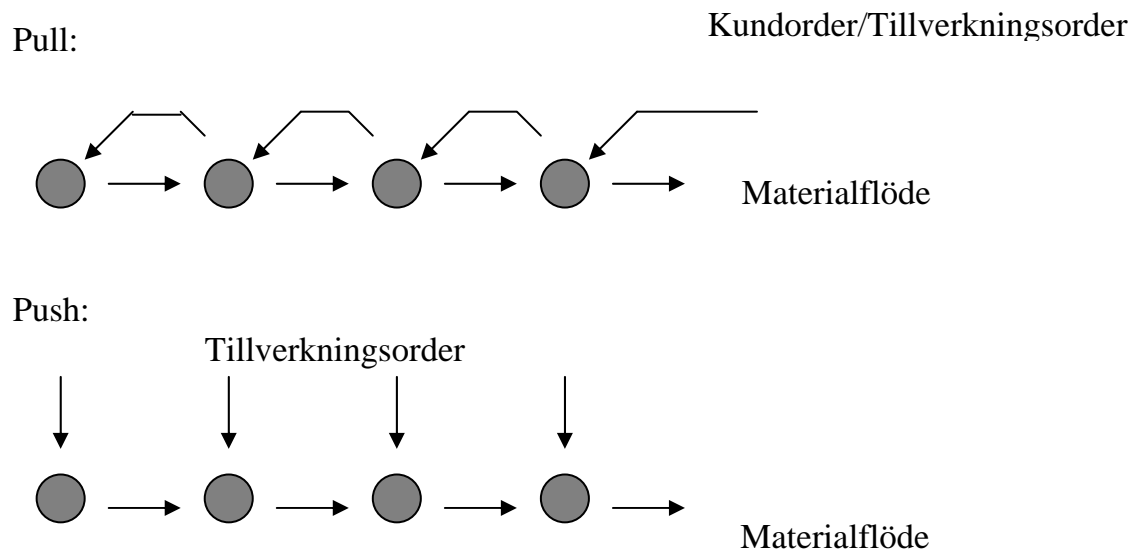 Pull:
Kundorder/Tillverkningsorder
Materialflöde
Push:
Tillverkningsorder
Materialflöde